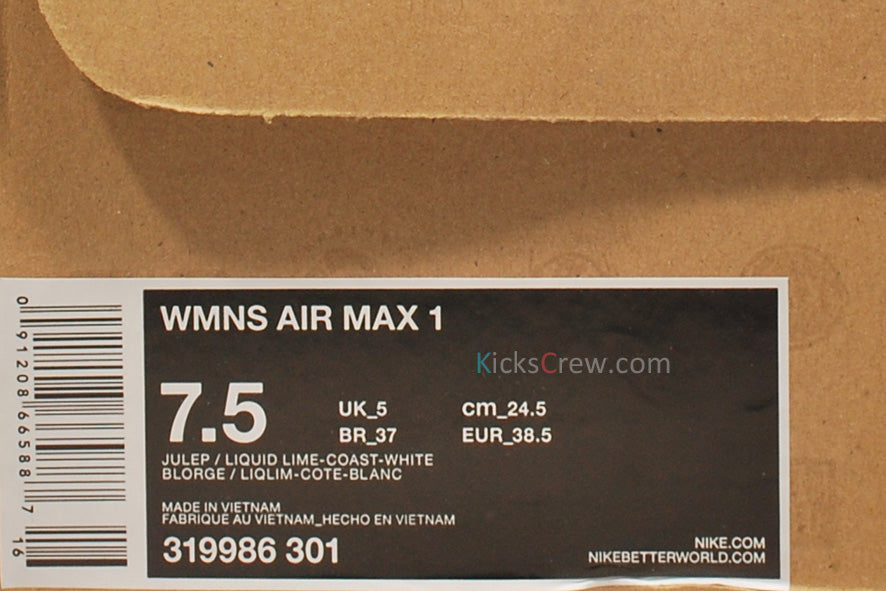 WMNS AIR MAX 1
KicksCrew.com
7.5
UK_5
cm_24.5
BR_37
EUR_38.5
JULEP / LIQUID LIME-COAST-WHITE
BLORGE / LIQLIM-COTE-BLANC
MADE IN VIETNAM
FABRIQUE AU VIETNAM_HECHO EN VIETNAM
319986 301
NIKE.COM
NIKEBETTERWORLD.COM
0 91208 66588 7
16